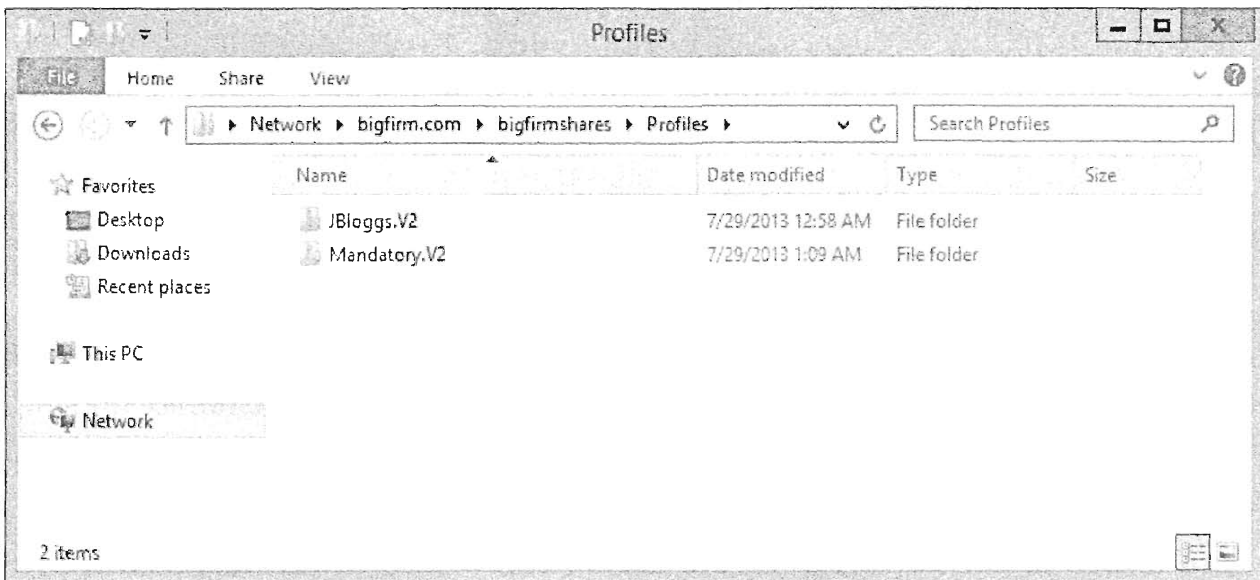 Profiles
File Home Share View
Network bigfirm.com bigfirmshares Profiles
Search Profiles
Favorites
Desktop
Downloads
Recent places
This PC
Network
Name Date modified Type Size
JBloggs.V2 7/29/2013 12:58 AM File folder
Mandatory.V2 7/29/2013 1:09 AM File folder
2 items